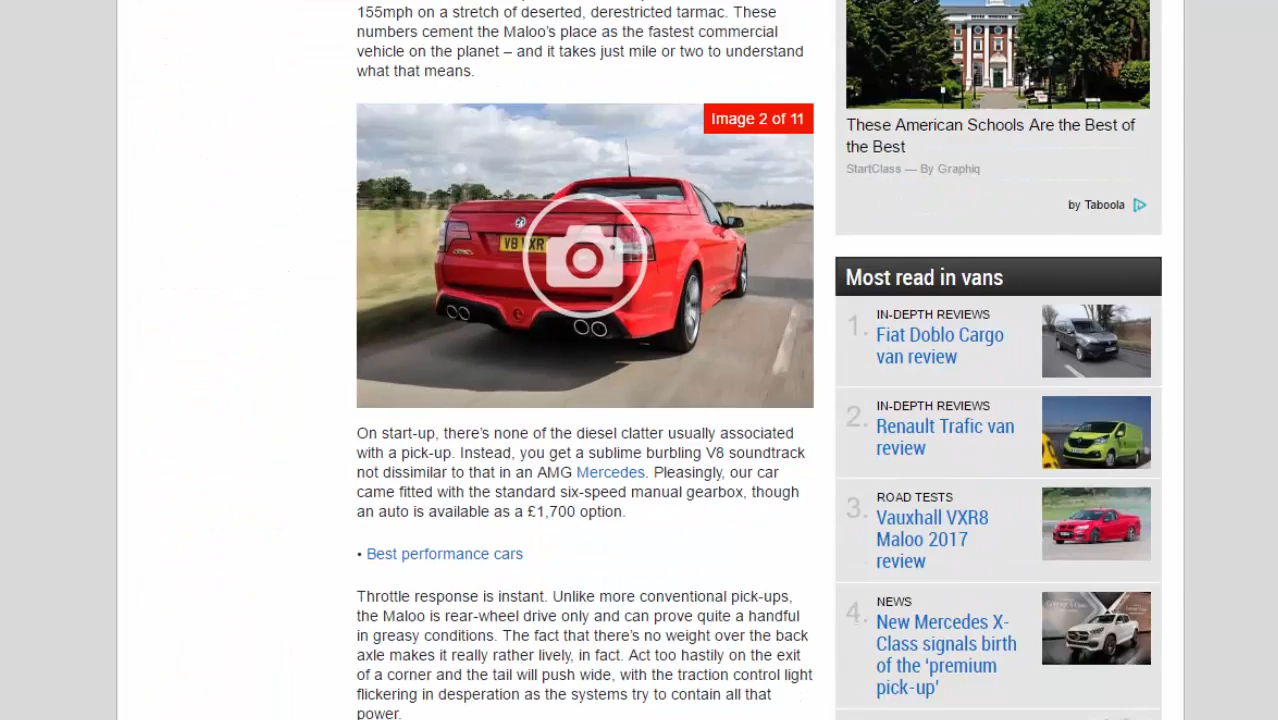 155mph on a stretch of deserted, derestricted tarmac. These
numbers cement the Maloo's place as the fastest commercial
vehicle on the planet – and it takes just mile or two to understand
what that means.
Image 2 of 11
V8 VXR
On start-up, there's none of the diesel clatter usually associated
with a pick-up. Instead, you get a sublime burbling V8 soundtrack
not dissimilar to that in an AMG Mercedes. Pleasingly, our car
came fitted with the standard six-speed manual gearbox, though
an auto is available as a £1,700 option.
• Best performance cars
Throttle response is instant. Unlike more conventional pick-ups,
the Maloo is rear-wheel drive only and can prove quite a handful
in greasy conditions. The fact that there's no weight over the back
axle makes it really rather lively, in fact. Act too hastily on the exit
of a corner and the tail will push wide, with the traction control light
flickering in desperation as the systems try to contain all that
power.
These American Schools Are the Best of
the Best
StartClass — By Graphiq
by Taboola
Most read in vans
1.
IN-DEPTH REVIEWS
Fiat Doblo Cargo
van review
2.
IN-DEPTH REVIEWS
Renault Trafic van
review
3.
ROAD TESTS
Vauxhall VXR8
Maloo 2017
review
4.
NEWS
New Mercedes X-
Class signals birth
of the 'premium
pick-up'